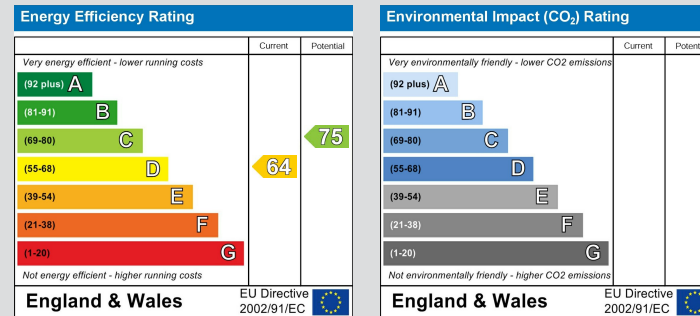 Energy Efficiency Rating
Current Potential
Very energy efficient - lower running costs
(92 plus) A
(81-91) B
(69-80) C
75
(55-68) D
64
(39-54) E
(21-38) F
(1-20) G
Not energy efficient - higher running costs
England & Wales
EU Directive
2002/91/EC
Environmental Impact (CO₂) Rating
Current Potent
Very environmentally friendly - lower CO2 emissions
(92 plus) A
(81-91) B
(69-80) C
(55-68) D
(39-54) E
(21-38) F
(1-20) G
Not environmentally friendly - higher CO2 emissions
England & Wales
EU Directive
2002/91/EC